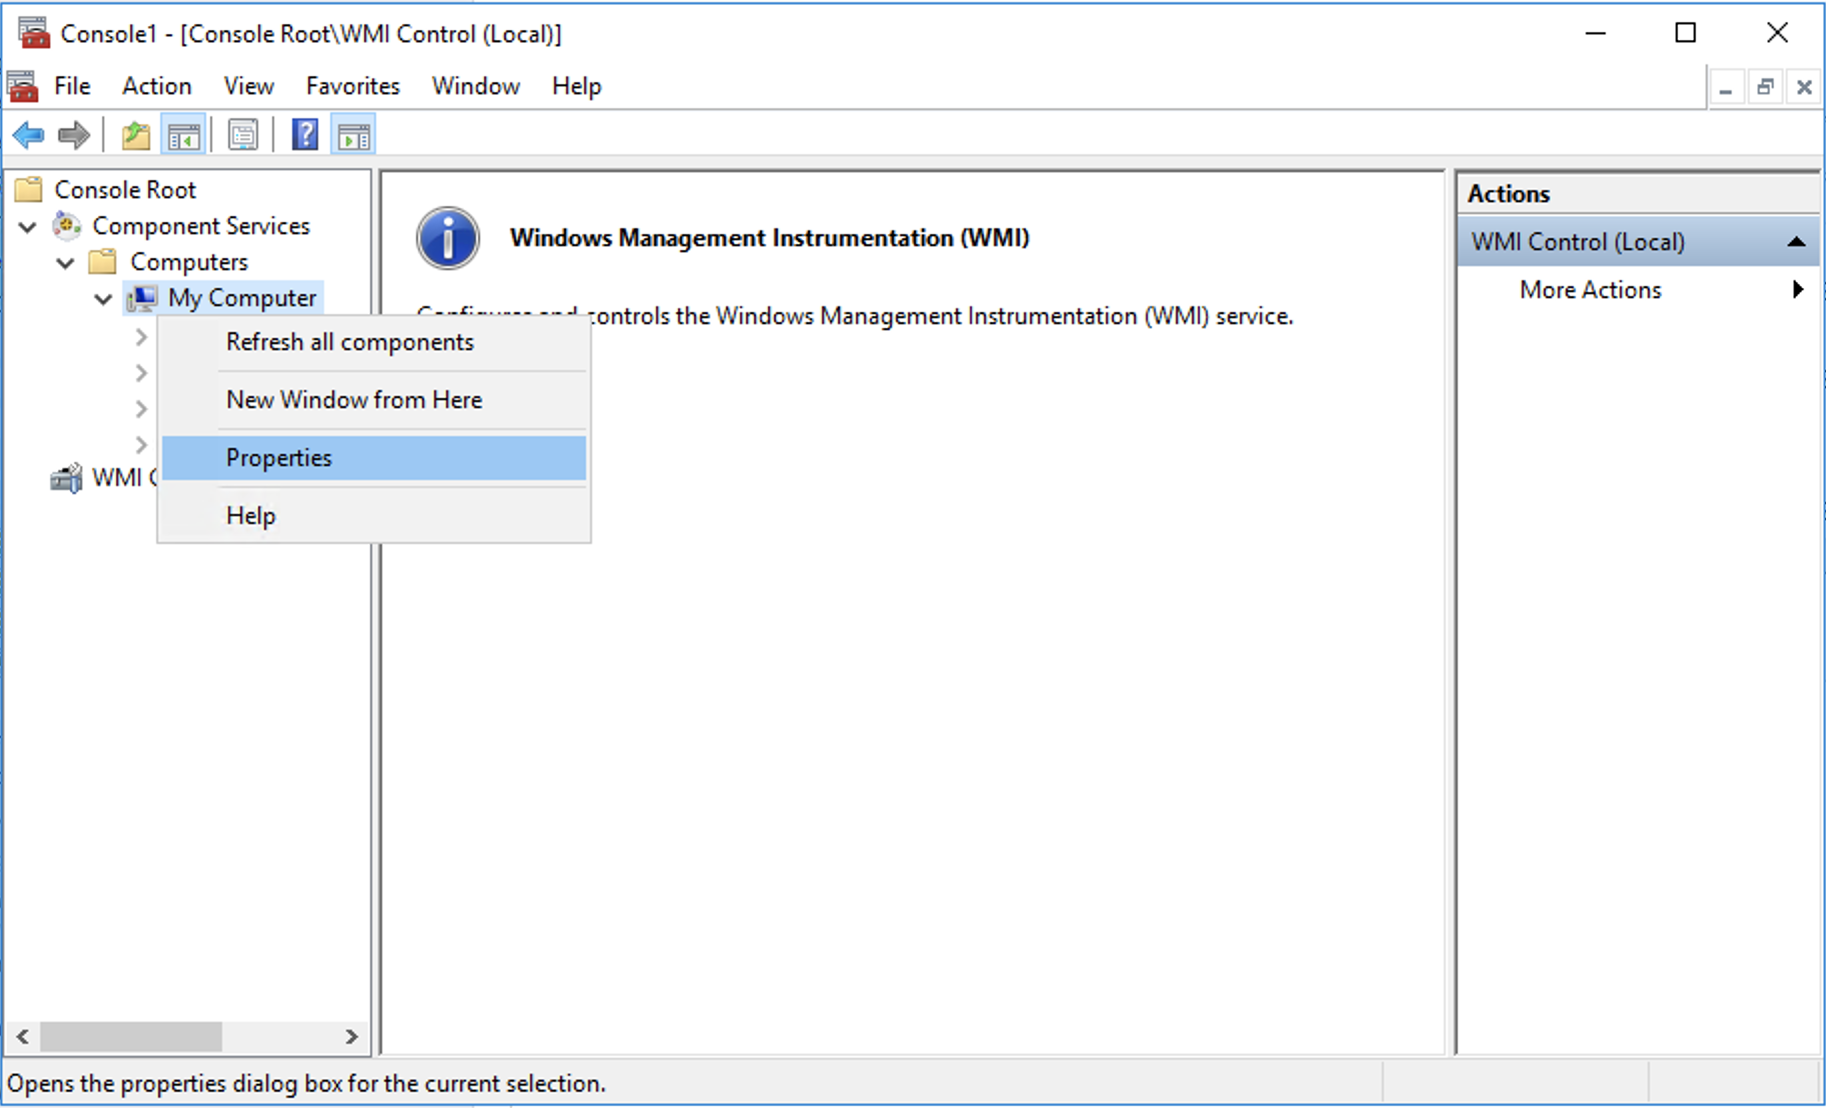 Console1 - [Console Root\WMI Control (Local)]
File Action View Favorites Window Help
Console Root
Component Services
Computers
My Computer
WMI
Refresh all components
New Window from Here
Properties
Help
Windows Management Instrumentation (WMI)
controls the Windows Management Instrumentation (WMI) service.
Actions
WMI Control (Local)
More Actions
Opens the properties dialog box for the current selection.